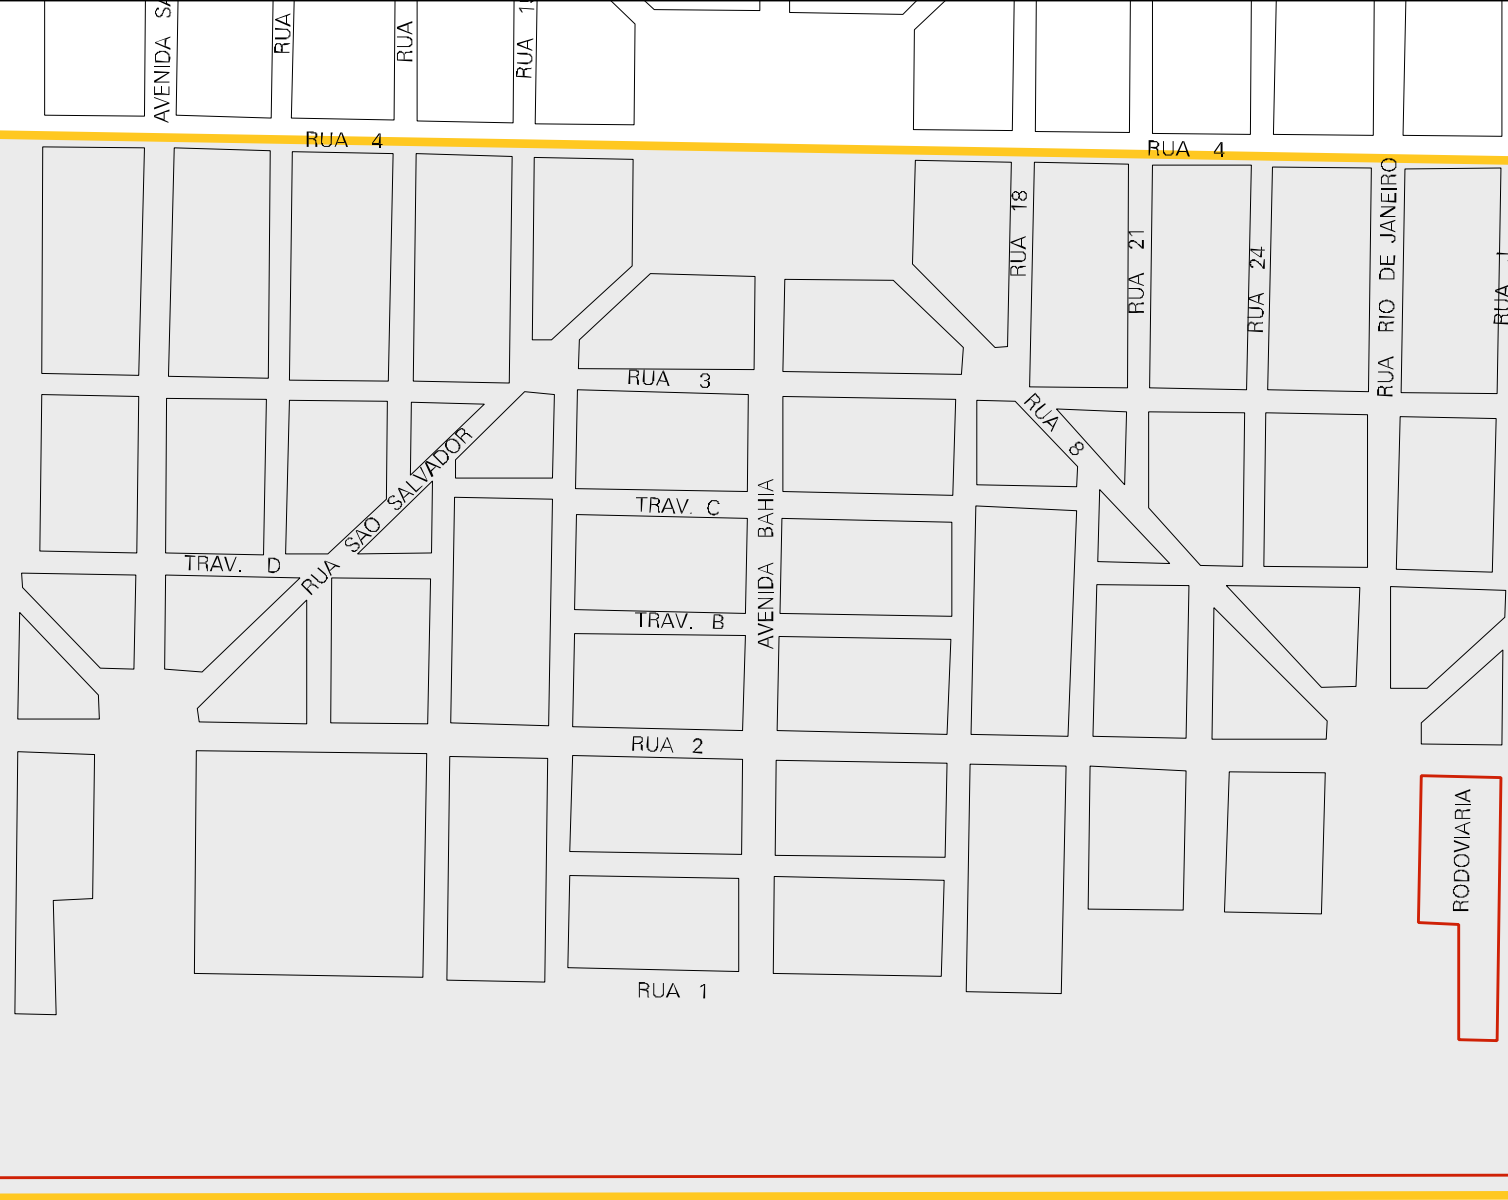 AVENIDA
RUA
RUA
RUA
RUA 4
RUA 4
RUA 18
RUA 21
RUA 24
RUA RIO DE JANEIRO
RUA
RUA 3
RUA 8
RUA SAO SALVADOR
TRAV. C
AVENIDA BAHIA
TRAV. D
TRAV. B
RUA 2
RODOVIARIA
RUA 1